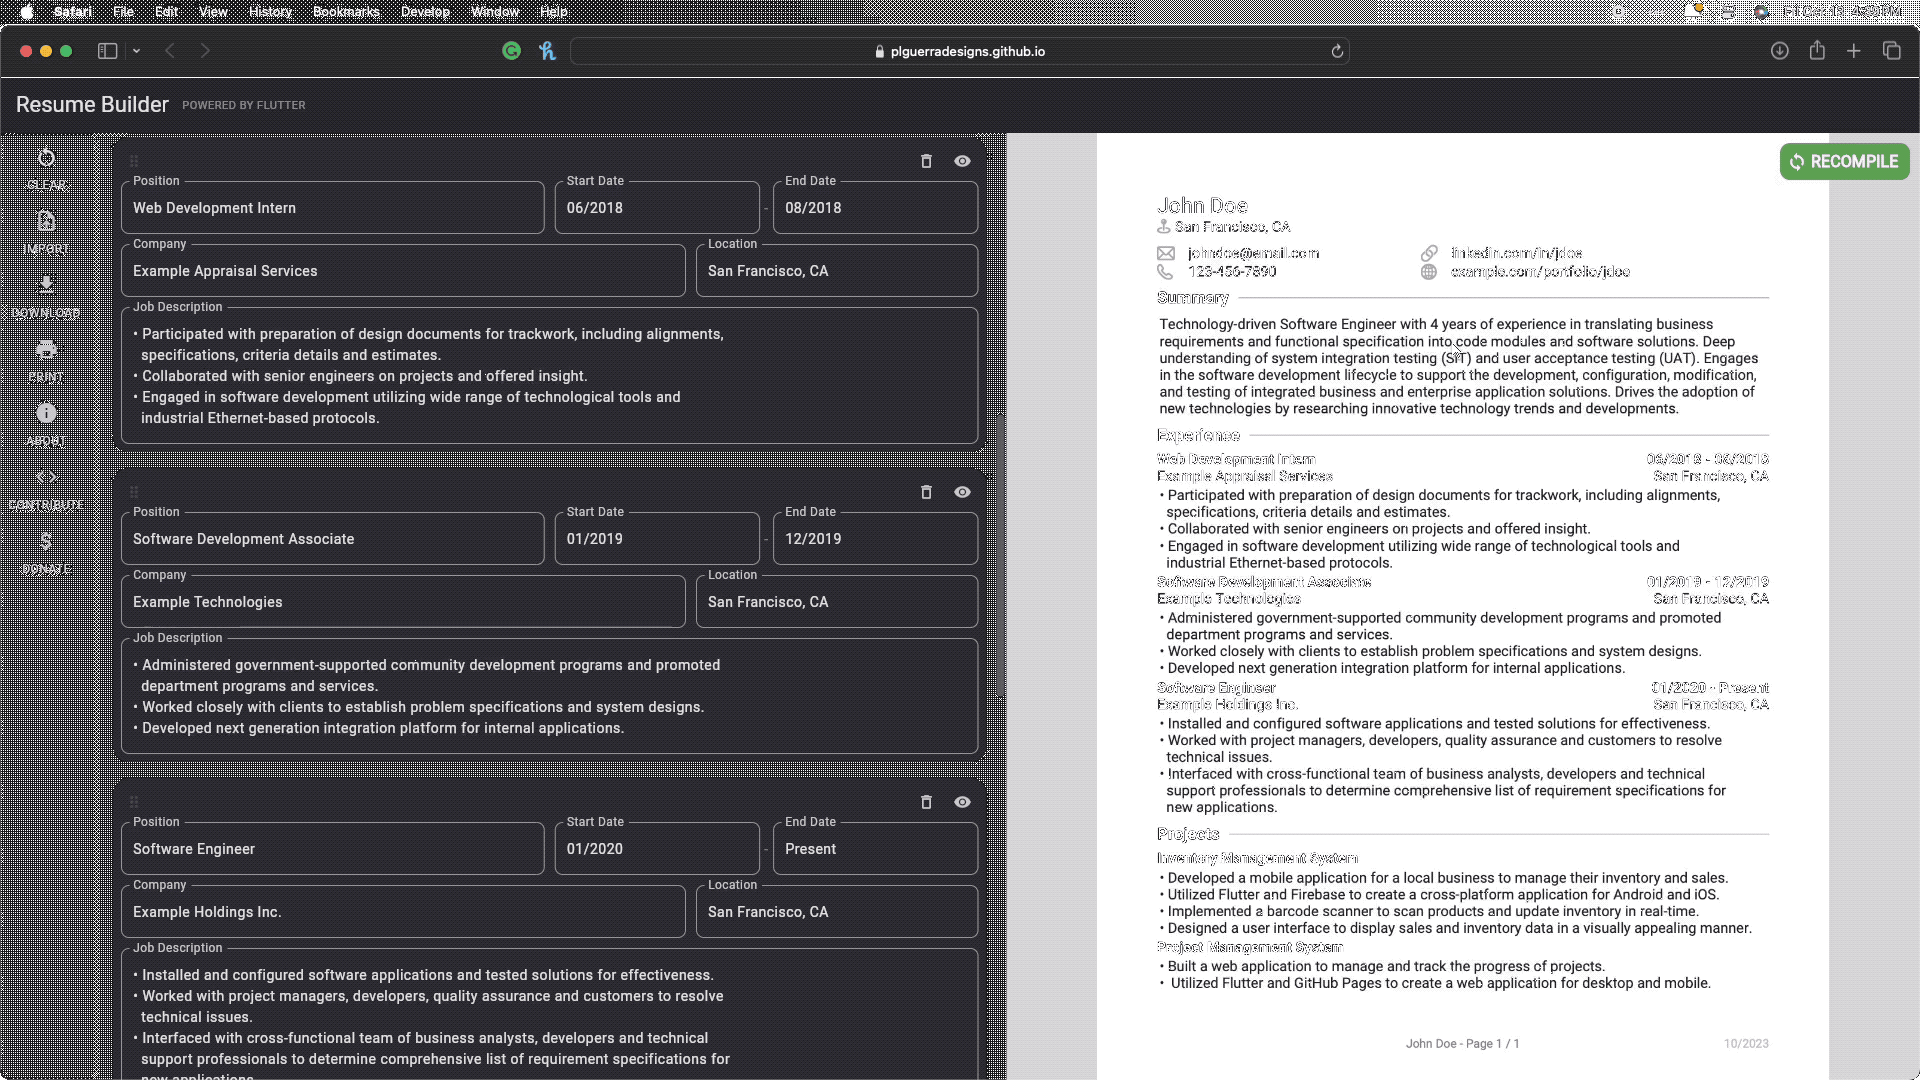 Safari File Edit View History Bookmarks Develop Window Help
plguerradesigns.github.io
Resume Builder POWERED BY FLUTTER
CLEAR
IMPORT
DOWNLOAD
PRINT
ABOUT
CONTRIBUTE
DONATE
Position
Web Development Intern
Start Date
06/2018
-
End Date
08/2018
Company
Example Appraisal Services
Location
San Francisco, CA
Job Description
• Participated with preparation of design documents for trackwork, including alignments,
specifications, criteria details and estimates.
• Collaborated with senior engineers on projects and offered insight.
• Engaged in software development utilizing wide range of technological tools and
industrial Ethernet-based protocols.
Position
Software Development Associate
Start Date
01/2019
-
End Date
12/2019
Company
Example Technologies
Location
San Francisco, CA
Job Description
• Administered government-supported community development programs and promoted
department programs and services.
• Worked closely with clients to establish problem specifications and system designs.
• Developed next generation integration platform for internal applications.
Position
Software Engineer
Start Date
01/2020
-
End Date
Present
Company
Example Holdings Inc.
Location
San Francisco, CA
Job Description
• Installed and configured software applications and tested solutions for effectiveness.
• Worked with project managers, developers, quality assurance and customers to resolve
technical issues.
• Interfaced with cross-functional team of business analysts, developers and technical
support professionals to determine comprehensive list of requirement specifications for
new applications.
RECOMPILE
John Doe
San Francisco, CA
johndoe@email.com
linkedin.com/in/jdoe
123-456-7890
example.com/portfolio/jdoe
Summary
Technology-driven Software Engineer with 4 years of experience in translating business
requirements and functional specification into code modules and software solutions. Deep
understanding of system integration testing (SIT) and user acceptance testing (UAT). Engages
in the software development lifecycle to support the development, configuration, modification,
and testing of integrated business and enterprise application solutions. Drives the adoption of
new technologies by researching innovative technology trends and developments.
Experience
Web Development Intern 06/2018 - 08/2018
Example Appraisal Services San Francisco, CA
• Participated with preparation of design documents for trackwork, including alignments,
specifications, criteria details and estimates.
• Collaborated with senior engineers on projects and offered insight.
• Engaged in software development utilizing wide range of technological tools and
industrial Ethernet-based protocols.
Software Development Associate 01/2019 - 12/2019
Example Technologies San Francisco, CA
• Administered government-supported community development programs and promoted
department programs and services.
• Worked closely with clients to establish problem specifications and system designs.
• Developed next generation integration platform for internal applications.
Software Engineer 01/2020 - Present
Example Holdings Inc. San Francisco, CA
• Installed and configured software applications and tested solutions for effectiveness.
• Worked with project managers, developers, quality assurance and customers to resolve
technical issues.
• Interfaced with cross-functional team of business analysts, developers and technical
support professionals to determine comprehensive list of requirement specifications for
new applications.
Projects
Inventory Management System
• Developed a mobile application for a local business to manage their inventory and sales.
• Utilized Flutter and Firebase to create a cross-platform application for Android and iOS.
• Implemented a barcode scanner to scan products and update inventory in real-time.
• Designed a user interface to display sales and inventory data in a visually appealing manner.
Project Management System
• Built a web application to manage and track the progress of projects.
• Utilized Flutter and GitHub Pages to create a web application for desktop and mobile.
John Doe - Page 1 / 1
10/2023